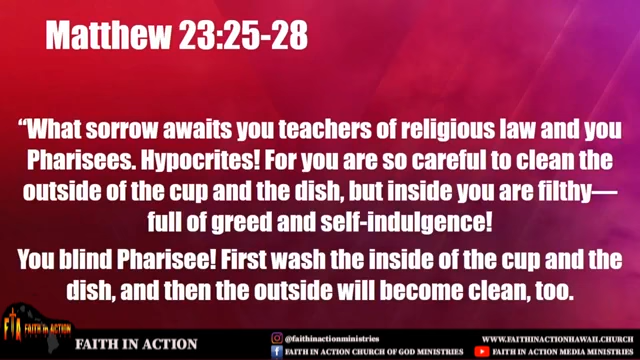 Matthew 23:25-28
“What sorrow awaits you teachers of religious law and you
Pharisees. Hypocrites! For you are so careful to clean the
outside of the cup and the dish, but inside you are filthy—
full of greed and self-indulgence!
You blind Pharisee! First wash the inside of the cup and the
dish, and then the outside will become clean, too.
FIA FAITH in ACTION
FAITH IN ACTION
@faithinactionministries
FAITH IN ACTION CHURCH OF GOD MINISTRIES
WWW.FAITHINACTIONHAWAII.CHURCH
FAITH IN ACTION MEDIA MINISTRIES